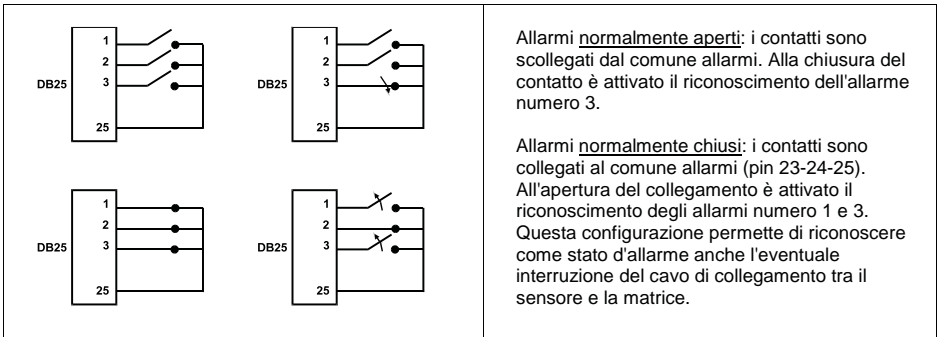 1
2
DB25 3
25
1
2
DB25 3
25
Allarmi normalmente aperti: i contatti sono
scollegati dal comune allarmi. Alla chiusura del
contatto è attivato il riconoscimento dell'allarme
numero 3.
1
2
DB25 3
25
1
2
DB25 3
25
Allarmi normalmente chiusi: i contatti sono
collegati al comune allarmi (pin 23-24-25).
All'apertura del collegamento è attivato il
riconoscimento degli allarmi numero 1 e 3.
Questa configurazione permette di riconoscere
come stato d'allarme anche l'eventuale
interruzione del cavo di collegamento tra il
sensore e la matrice.